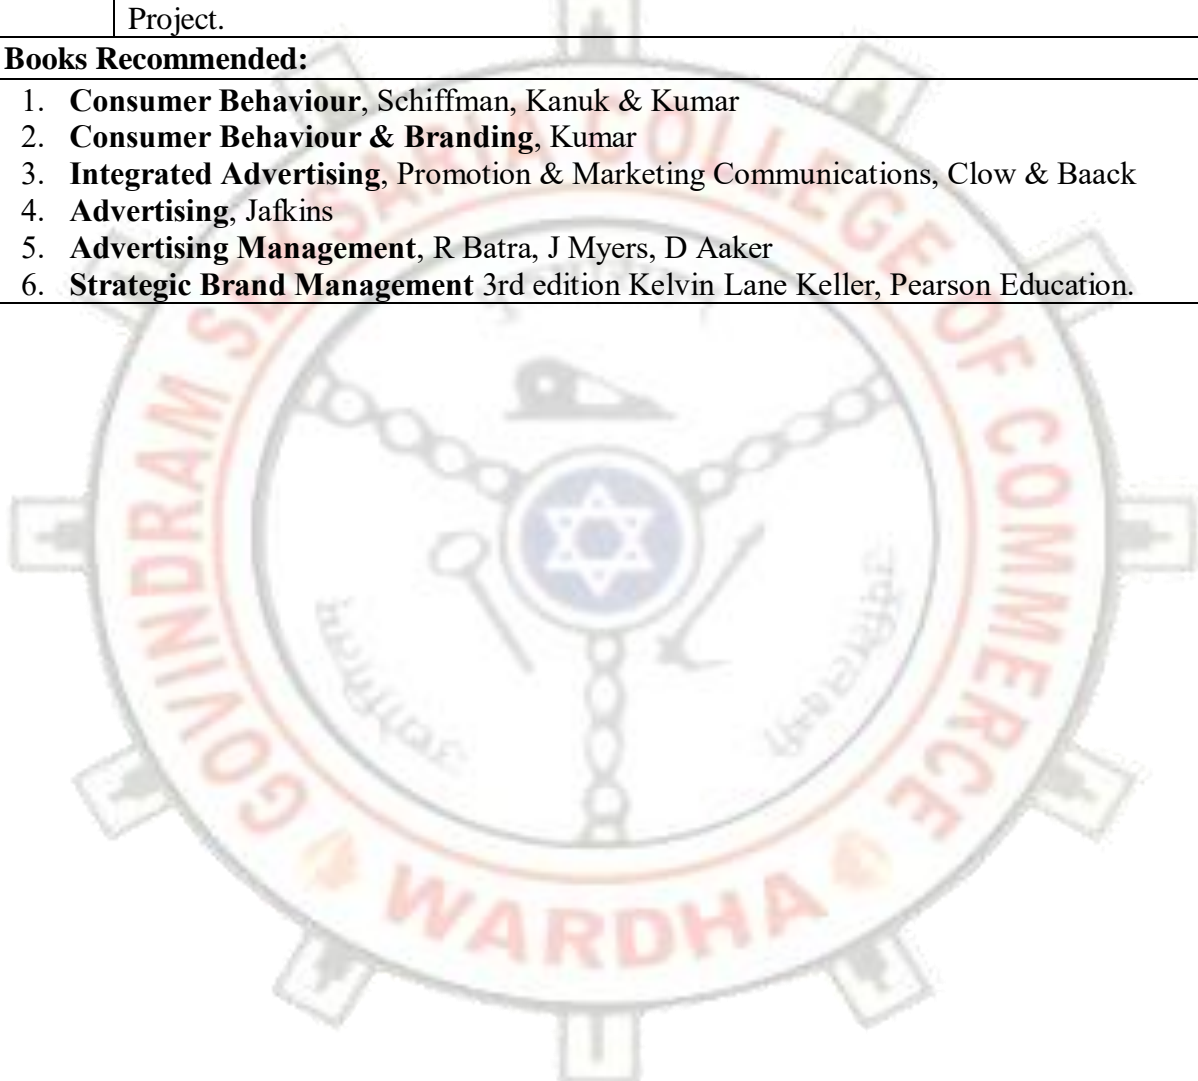 Project.
Books Recommended:
1. Consumer Behaviour, Schiffman, Kanuk & Kumar
2. Consumer Behaviour & Branding, Kumar
3. Integrated Advertising, Promotion & Marketing Communications, Clow & Baack
4. Advertising, Jafkins
5. Advertising Management, R Batra, J Myers, D Aaker
6. Strategic Brand Management 3rd edition Kelvin Lane Keller, Pearson Education.
GOVINDRAM SEKSARIA COLLEGE OF COMMERCE
WARDHA